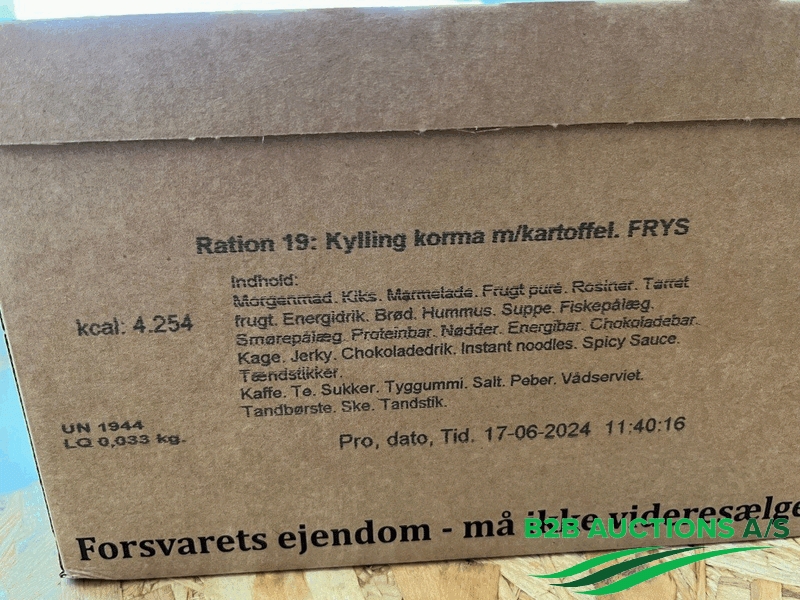 Ration 19: Kylling korma m/kartoffel. FRYS
Indhold:
Morgenmad. Kiks. Marmelade. Frugt puré. Rosiner. Tørret
frugt. Energidrik. Brød. Hummus. Suppe. Fiskepålæg.
Smørepålæg. Proteinbar. Nødder. Energibar. Chokoladebar.
Kage. Jerky. Chokoladedrik. Instant noodles. Spicy Sauce.
Tændstikker.
Kaffe. Te. Sukker. Tyggummi. Salt. Peber. Vådserviet.
Tandbørste. Ske. Tandstik.
kcal: 4.254
UN 1944
LQ 0,033 kg.
Pro, dato, Tid. 17-06-2024 11:40:16
Forsvarets ejendom - må ikke videresælge
B2B AUCTIONS A/S